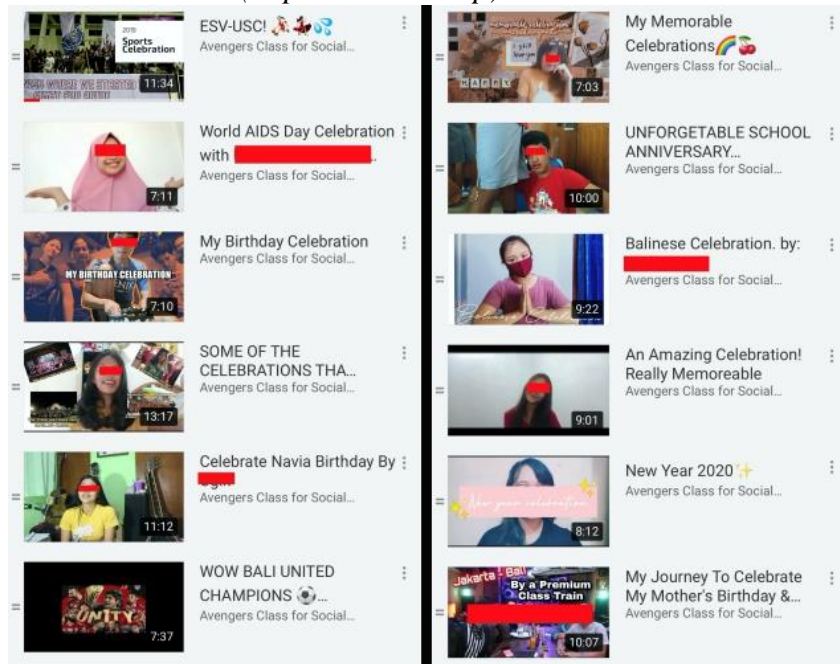 ESV-USC! 💃🕺💦
Avengers Class for Social...
2019
Sports
Celebration
11:34
World AIDS Day Celebration
with
Avengers Class for Social...
7:11
My Birthday Celebration
Avengers Class for Social...
MY BIRTHDAY CELEBRATION
7:10
SOME OF THE
CELEBRATIONS THA...
Avengers Class for Social...
13:17
Celebrate Navia Birthday By
Avengers Class for Social...
11:12
WOW BALI UNITED
CHAMPIONS ⚽...
Avengers Class for Social...
UNITY
7:37
My Memorable
Celebrations🌈🍒
Avengers Class for Social...
HAPPY
7:03
UNFORGETABLE SCHOOL
ANNIVERSARY...
Avengers Class for Social...
10:00
Balinese Celebration. by:
Avengers Class for Social...
Balinese Celebration
9:22
An Amazing Celebration!
Really Memoreable
Avengers Class for Social...
9:01
New Year 2020✨
Avengers Class for Social...
New year celebration
8:12
My Journey To Celebrate
My Mother's Birthday &...
Avengers Class for Social...
Jakarta - Bali
By a Premium
Class Train
10:07